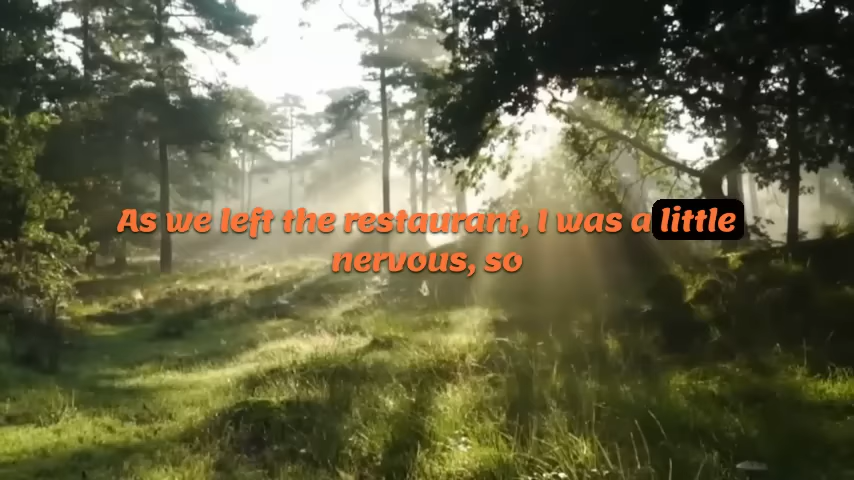 As we left the restaurant, I was a little
nervous, so